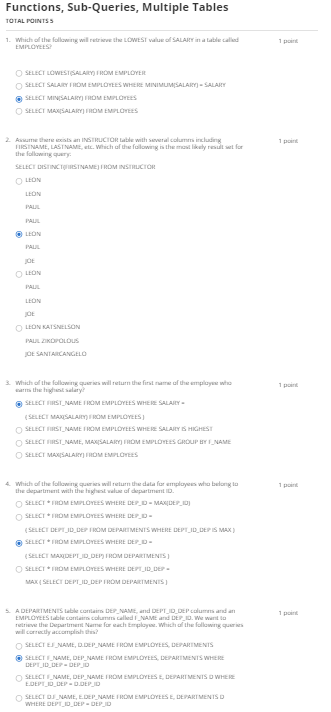 Functions, Sub-Queries, Multiple Tables
TOTAL POINTS 5
1. Which of the following will retrieve the LOWEST value of SALARY in a table called
EMPLOYEES?
1 point
SELECT LOWEST(SALARY) FROM EMPLOYER
SELECT SALARY FROM EMPLOYEES WHERE MINIMUM(SALARY) = SALARY
SELECT MIN(SALARY) FROM EMPLOYEES
SELECT MAX(SALARY) FROM EMPLOYEES
2. Assume there exists an INSTRUCTOR table with several columns including
FIRSTNAME, LASTNAME, etc. Which of the following is the most likely result set for
the following query:
1 point
SELECT DISTINCT(FIRSTNAME) FROM INSTRUCTOR
LEON
LEON
PAUL
PAUL
LEON
PAUL
JOE
LEON
PAUL
LEON
JOE
LEON KATSNELSON
PAUL ZIKOPOLOUS
JOE SANTARCANGELO
3. Which of the following queries will return the first name of the employee who
earns the highest salary?
1 point
SELECT FIRST_NAME FROM EMPLOYEES WHERE SALARY =
( SELECT MAX(SALARY) FROM EMPLOYEES )
SELECT FIRST_NAME FROM EMPLOYEES WHERE SALARY IS HIGHEST
SELECT FIRST_NAME, MAX(SALARY) FROM EMPLOYEES GROUP BY F_NAME
SELECT MAX(SALARY) FROM EMPLOYEES
4. Which of the following queries will return the data for employees who belong to
the department with the highest value of department ID.
1 point
SELECT * FROM EMPLOYEES WHERE DEP_ID = MAX(DEP_ID)
SELECT * FROM EMPLOYEES WHERE DEP_ID =
( SELECT DEPT_ID_DEP FROM DEPARTMENTS WHERE DEPT_ID_DEP IS MAX )
SELECT * FROM EMPLOYEES WHERE DEP_ID =
( SELECT MAX(DEPT_ID_DEP) FROM DEPARTMENTS )
SELECT * FROM EMPLOYEES WHERE DEPT_ID_DEP =
MAX ( SELECT DEPT_ID_DEP FROM DEPARTMENTS )
5. A DEPARTMENTS table contains DEP_NAME, and DEPT_ID_DEP columns and an
EMPLOYEES table contains columns called F_NAME and DEP_ID. We want to
retrieve the Department Name for each Employee. Which of the following queries
will correctly accomplish this?
1 point
SELECT E.F_NAME, D.DEP_NAME FROM EMPLOYEES, DEPARTMENTS
SELECT F_NAME, DEP_NAME FROM EMPLOYEES, DEPARTMENTS WHERE
DEPT_ID_DEP = DEP_ID
SELECT F_NAME, DEP_NAME FROM EMPLOYEES E, DEPARTMENTS D WHERE
E.DEPT_ID_DEP = D.DEP_ID
SELECT D.F_NAME, E.DEP_NAME FROM EMPLOYEES E, DEPARTMENTS D
WHERE DEPT_ID_DEP = DEP_ID